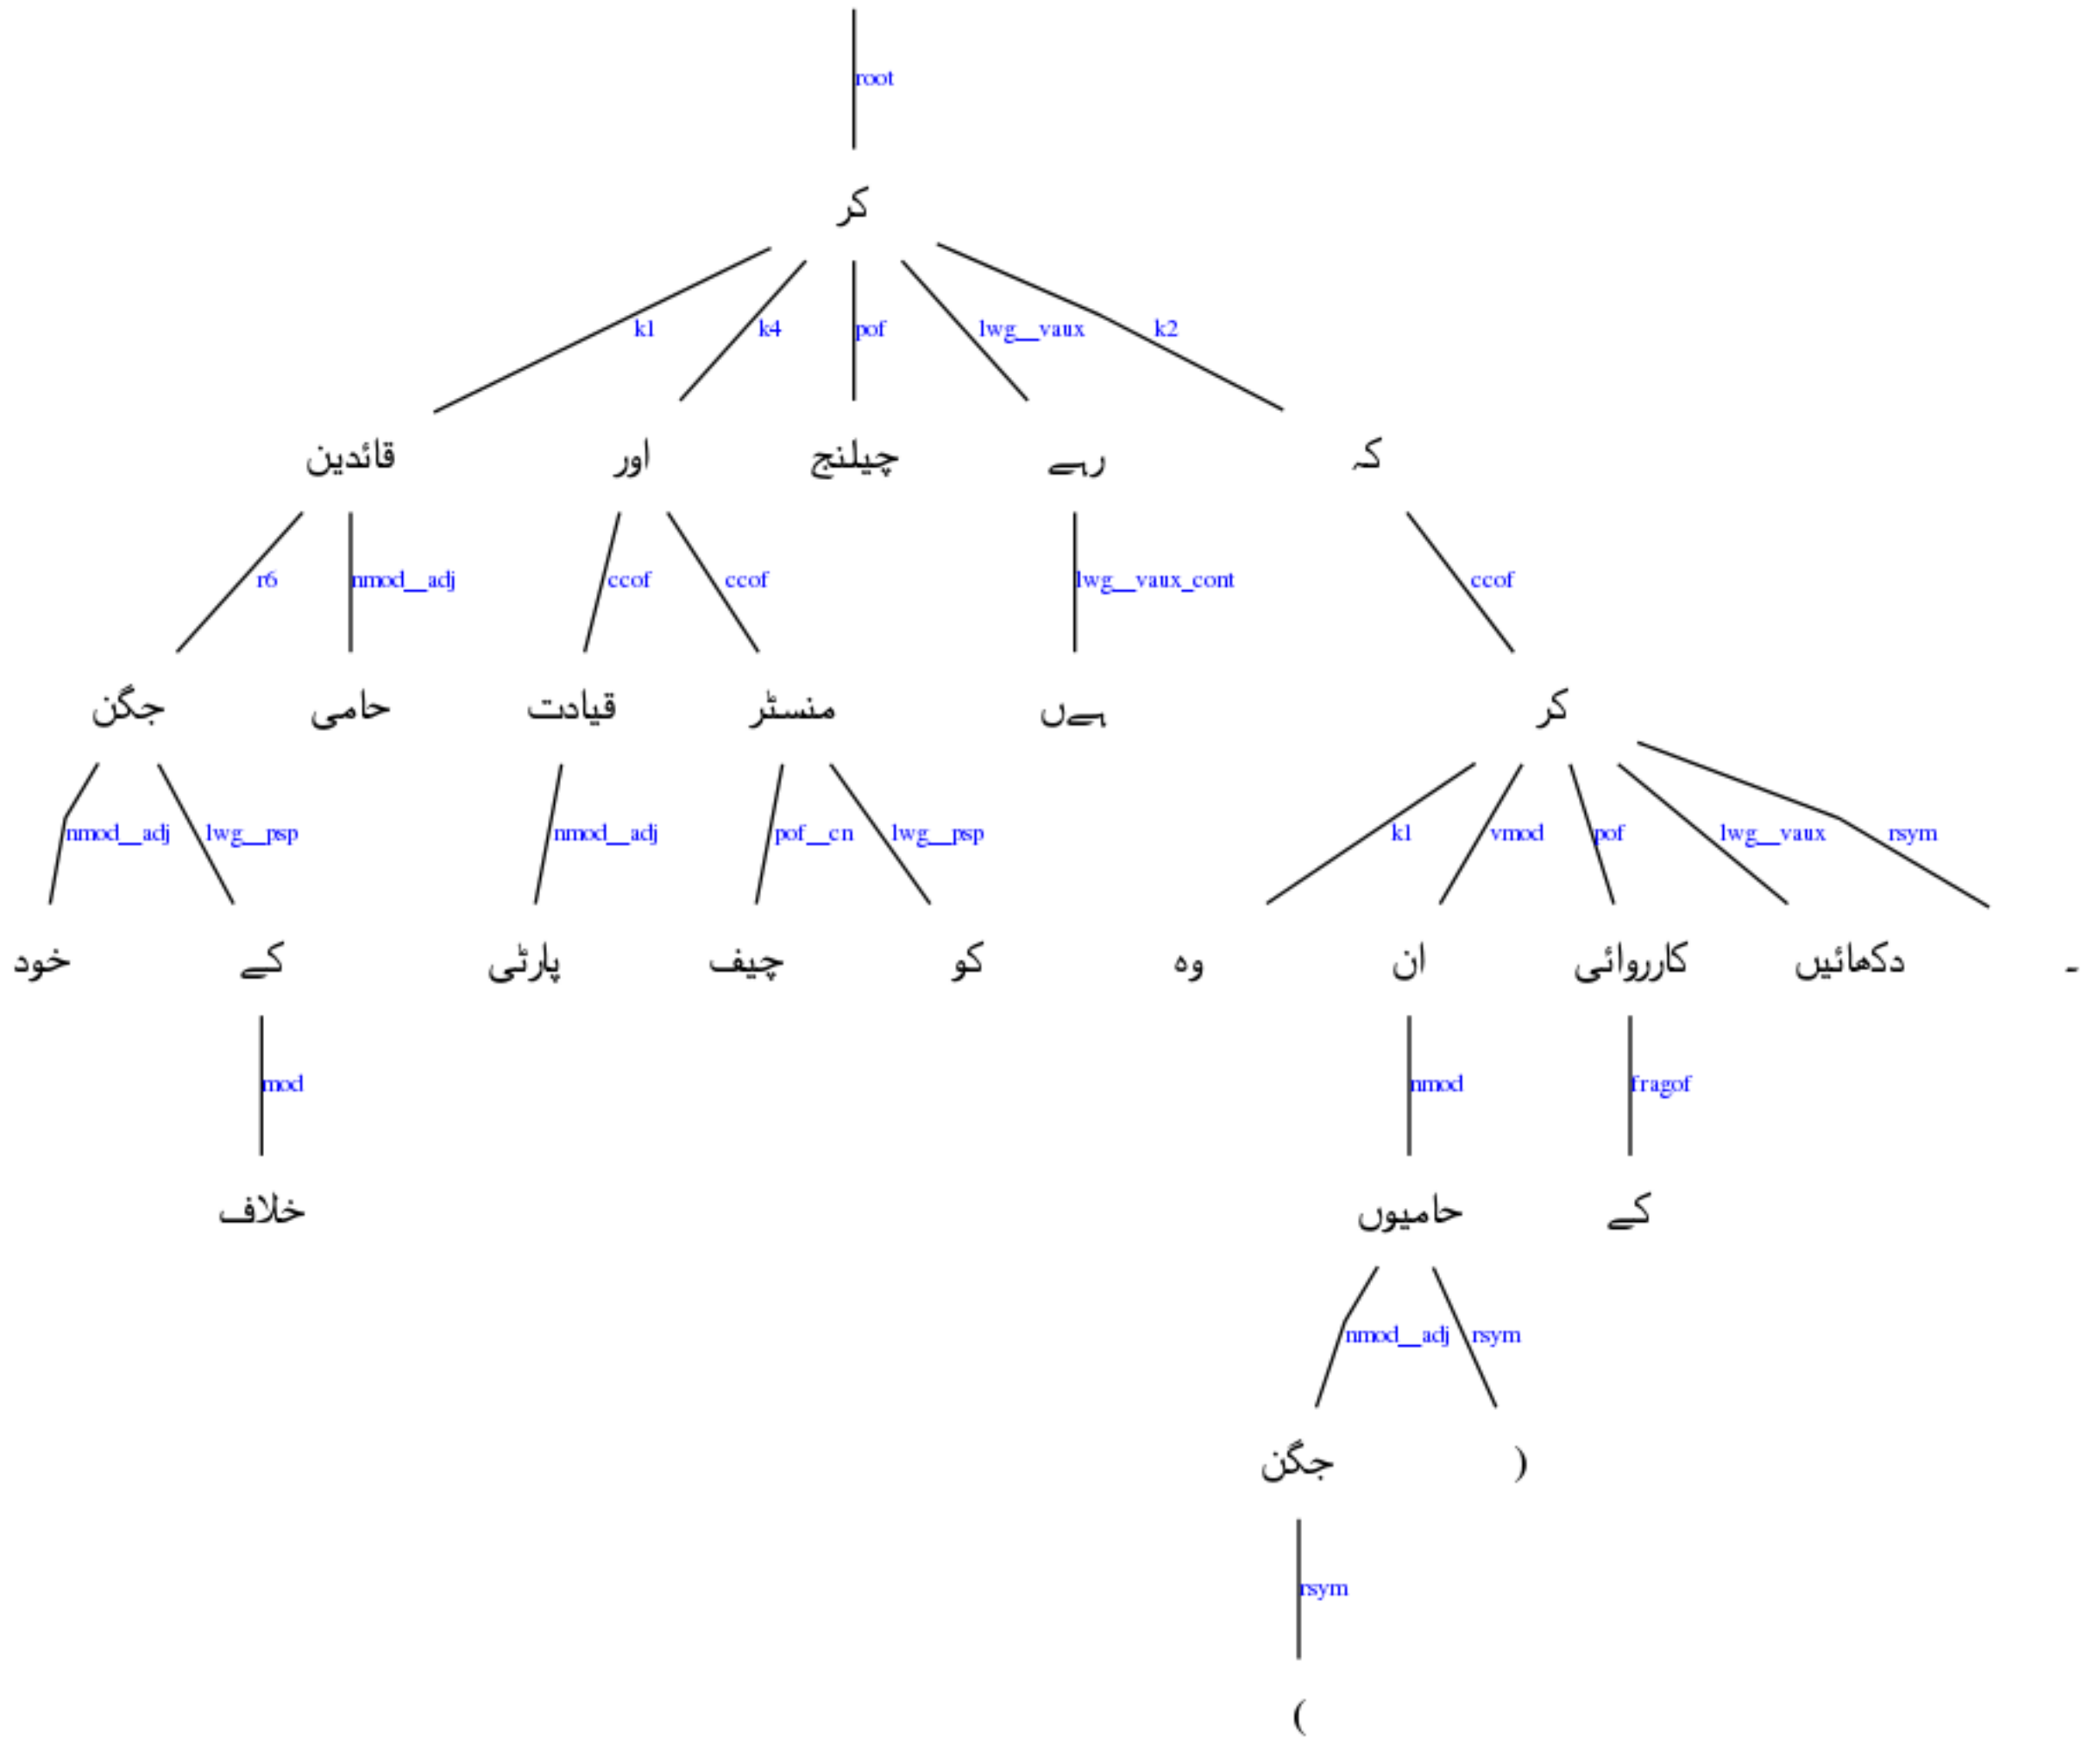 root
کر
k1 k4 pof lwg__vaux k2
قائدین اور چیلنج رہے کہ
r6 nmod__adj ccof ccof lwg__vaux_cont ccof
جگن حامی قیادت منسٹر ہےں کر
nmod__adj lwg__psp nmod__adj pof__cn lwg__psp k1 vmod pof lwg__vaux rsym
خود کے پارٹی چیف کو وہ ان کارروائی دکھائیں ۔
mod nmod fragof
خلاف حامیوں کے
nmod__adj rsym
جگن )
rsym
(